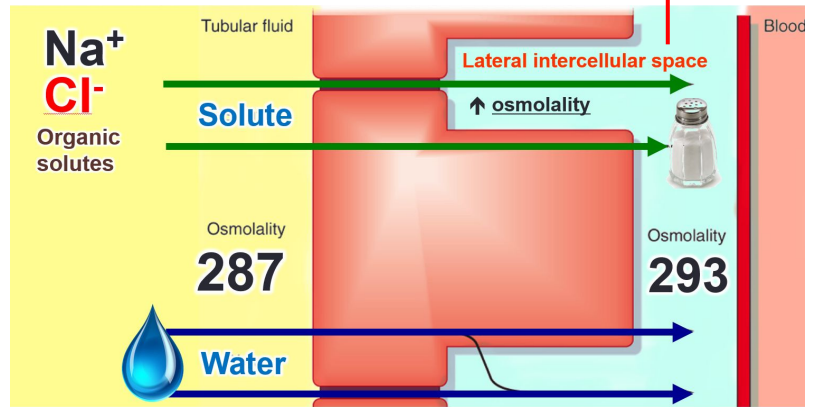 Na⁺
Cl⁻
Organic
solutes
Tubular fluid
Solute
Lateral intercellular space
↑ osmolality
Blood
Osmolality
287
Osmolality
293
Water